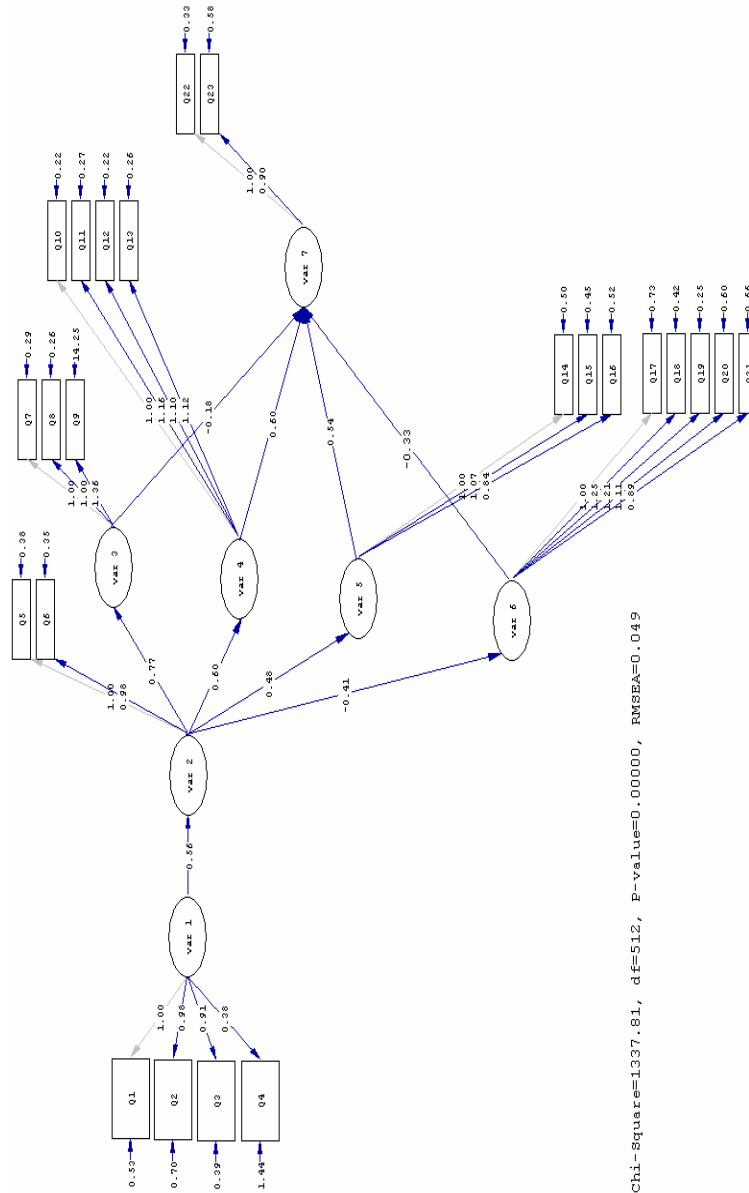 0.53
Q1
0.70
Q2
0.39
Q3
1.44
Q4
1.00
0.98
0.91
0.38
var 1
0.56
var 2
1.00
0.98
Q5
0.38
Q6
0.35
0.77
0.60
0.48
-0.41
var 3
1.00
1.00
1.36
Q7
0.29
Q8
0.26
Q9
14.25
var 4
1.00
1.16
1.10
1.12
Q10
0.22
Q11
0.27
Q12
0.22
Q13
0.26
var 5
1.00
1.07
0.84
Q14
0.50
Q15
0.45
Q16
0.52
var 6
1.00
1.25
1.21
1.11
0.89
Q17
0.73
Q18
0.42
Q19
0.25
Q20
0.60
-0.18
0.60
0.54
-0.33
var 7
1.00
0.90
Q22
0.33
Q23
0.58
Chi-Square=1337.81, df=512, P-value=0.00000, RMSEA=0.049